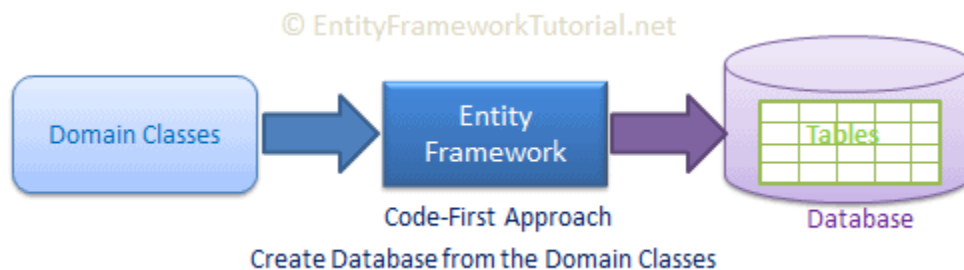 © EntityFrameworkTutorial.net
Domain Classes
Entity
Framework
Tables
Code-First Approach
Database
Create Database from the Domain Classes